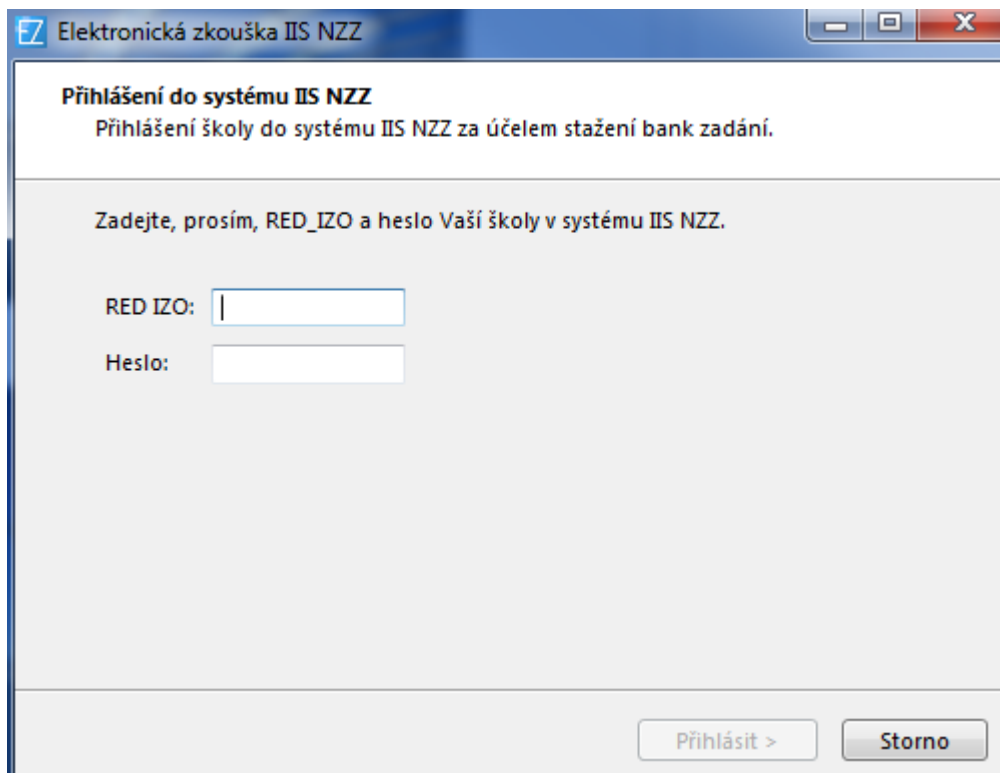 EZ Elektronická zkouška IIS NZZ
Přihlášení do systému IIS NZZ
Přihlášení školy do systému IIS NZZ za účelem stažení bank zadání.
Zadejte, prosím, RED_IZO a heslo Vaší školy v systému IIS NZZ.
RED IZO:
Heslo:
Přihlásit >
Storno